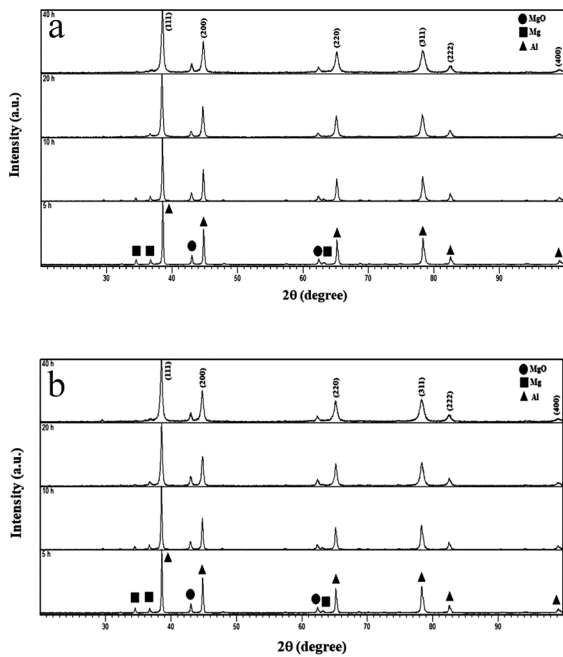 a
40 h
(111)
(200)
(220)
(311)
(222)
(400)
MgO
Mg
Al
20 h
10 h
5 h
Intensity (a.u.)
30 40 50 60 70 80 90
2θ (degree)
b
40 h
(111)
(200)
(220)
(311)
(222)
(400)
MgO
Mg
Al
20 h
10 h
5 h
Intensity (a.u.)
30 40 50 60 70 80 90
2θ (degree)